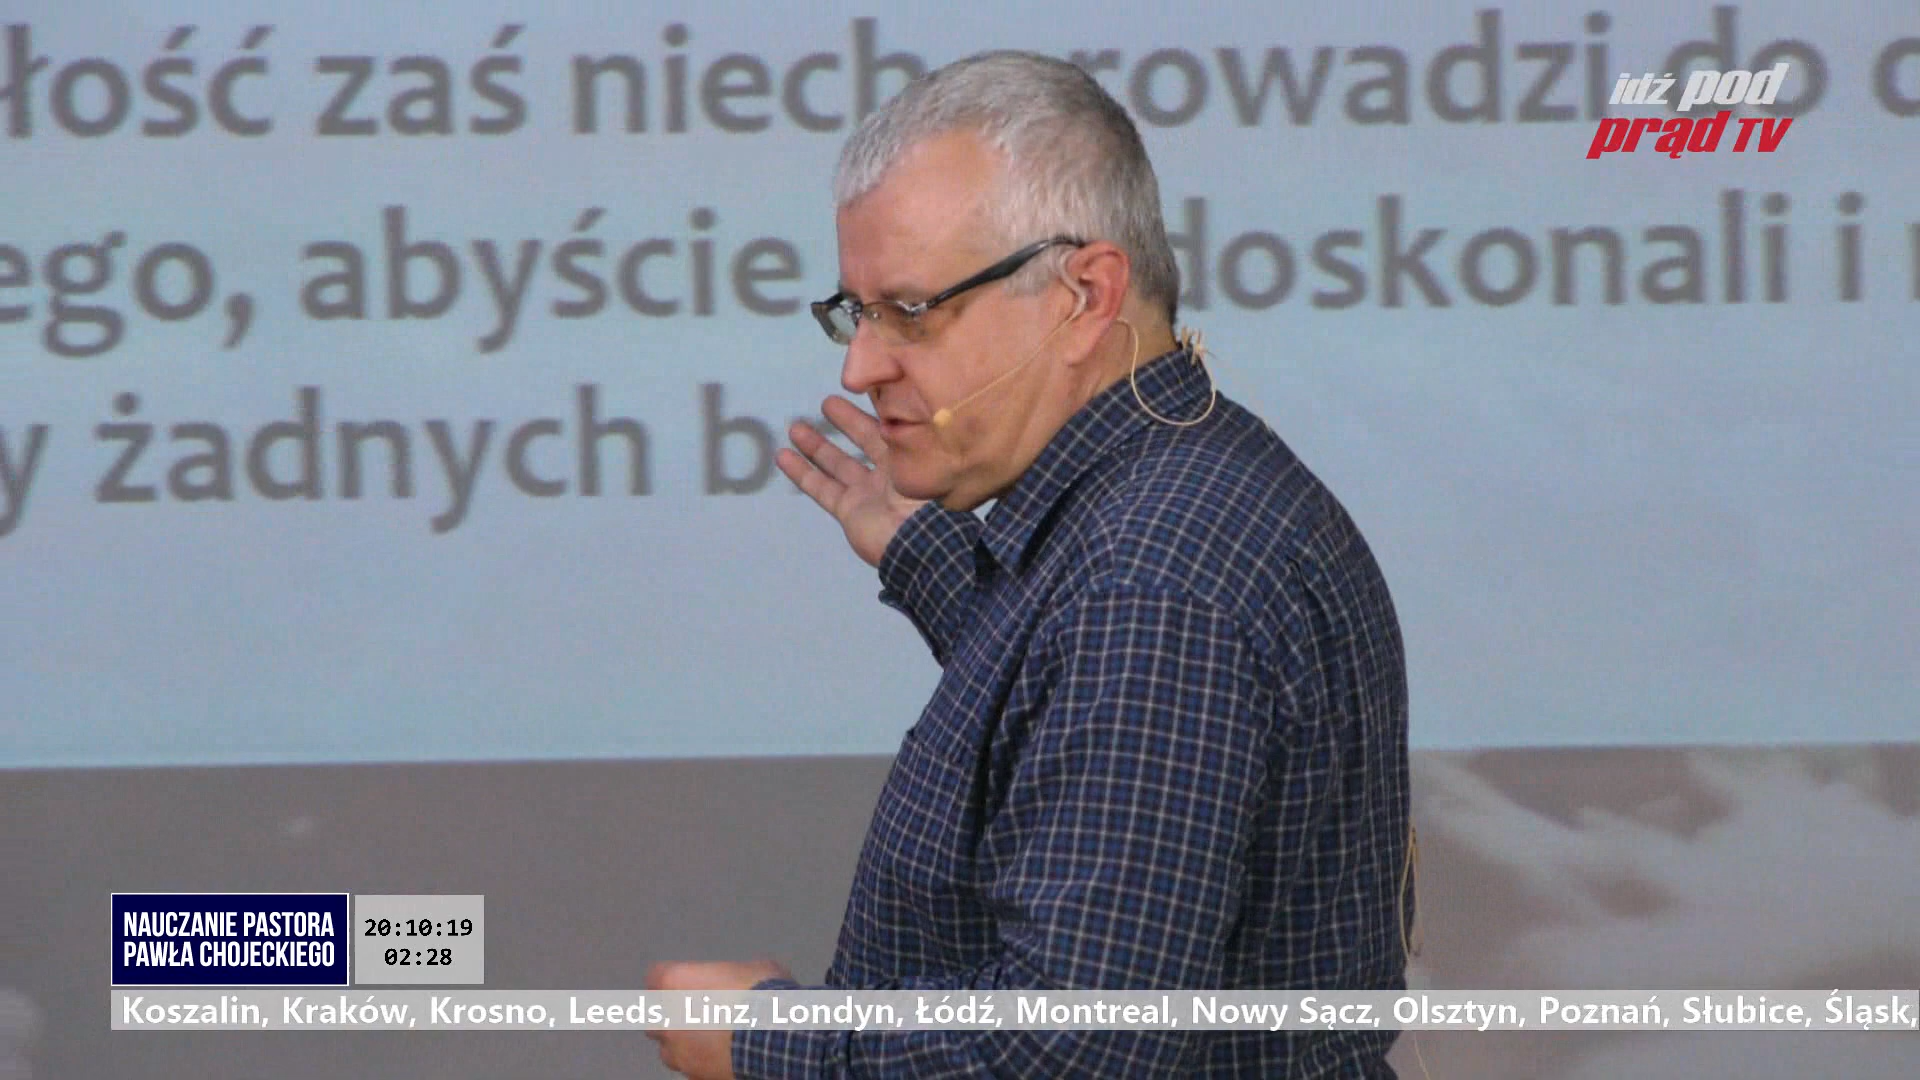 łość zaś niech prowadzi do
ego, abyście doskonali i
y żadnych
idź pod
prąd TV
NAUCZANIE PASTORA
PAWŁA CHOJECKIEGO
20:10:19
02:28
Koszalin, Kraków, Krosno, Leeds, Linz, Londyn, Łódź, Montreal, Nowy Sącz, Olsztyn, Poznań, Słubice, Śląsk,